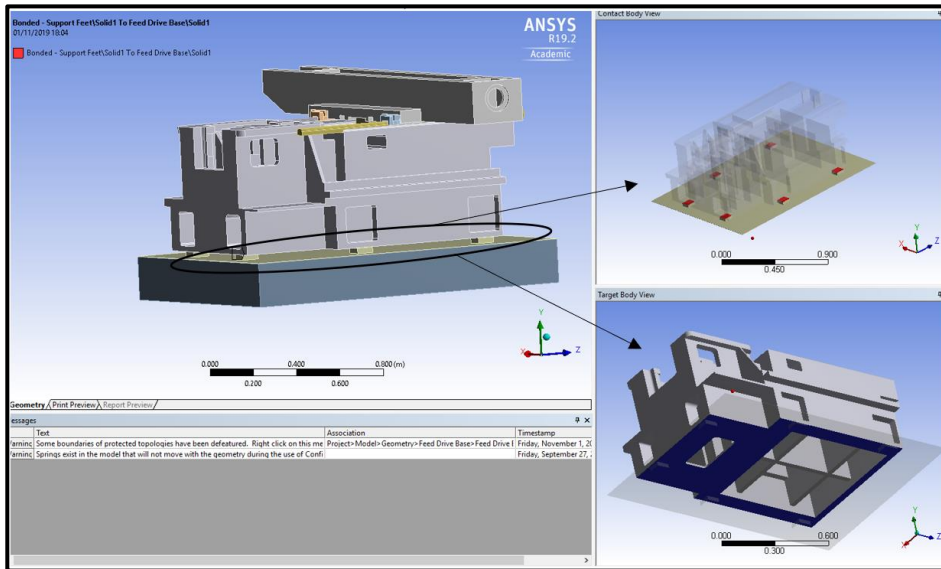 Bonded - Support Feet\Solid1 To Feed Drive Base\Solid1
01/11/2019 18:04
Bonded - Support Feet\Solid1 To Feed Drive Base\Solid1
ANSYS
R19.2
Academic
Y
X
Z
0.000 0.400 0.800 (m)
0.200 0.600
Geometry Print Preview Report Preview
Contact Body View
Y
X
Z
0.000 0.900
0.450
Target Body View
Y
X
Z
0.000 0.600
0.300
essages
Text Association Timestamp
arning Some boundaries of protected topologies have been defeatured. Right click on this me Project>Model>Geometry>Feed Drive Base>Feed Drive Friday, November 1, 20
arning Springs exist in the model that will not move with the geometry during the use of Confi Friday, September 27,